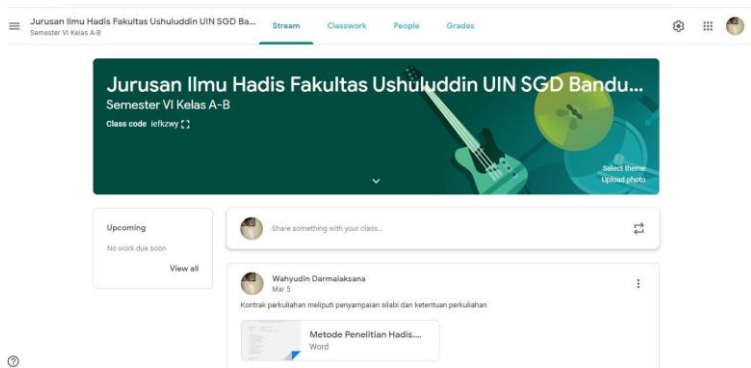 Jurusan Ilmu Hadis Fakultas Ushuluddin UIN SGD Ba...
Semester VI Kelas A-B
Stream
Classwork
People
Grades
Jurusan Ilmu Hadis Fakultas Ushuluddin UIN SGD Bandu...
Semester VI Kelas A-B
Class code iefkzwy
Select theme
Upload photo
Upcoming
No work due soon
View all
Share something with your class...
Wahyudin Darmalaksana
Mar 5
Kontrak perkuliahan meliputi penyampaian silabi dan ketentuan perkuliahan
Metode Penelitian Hadis....
Word